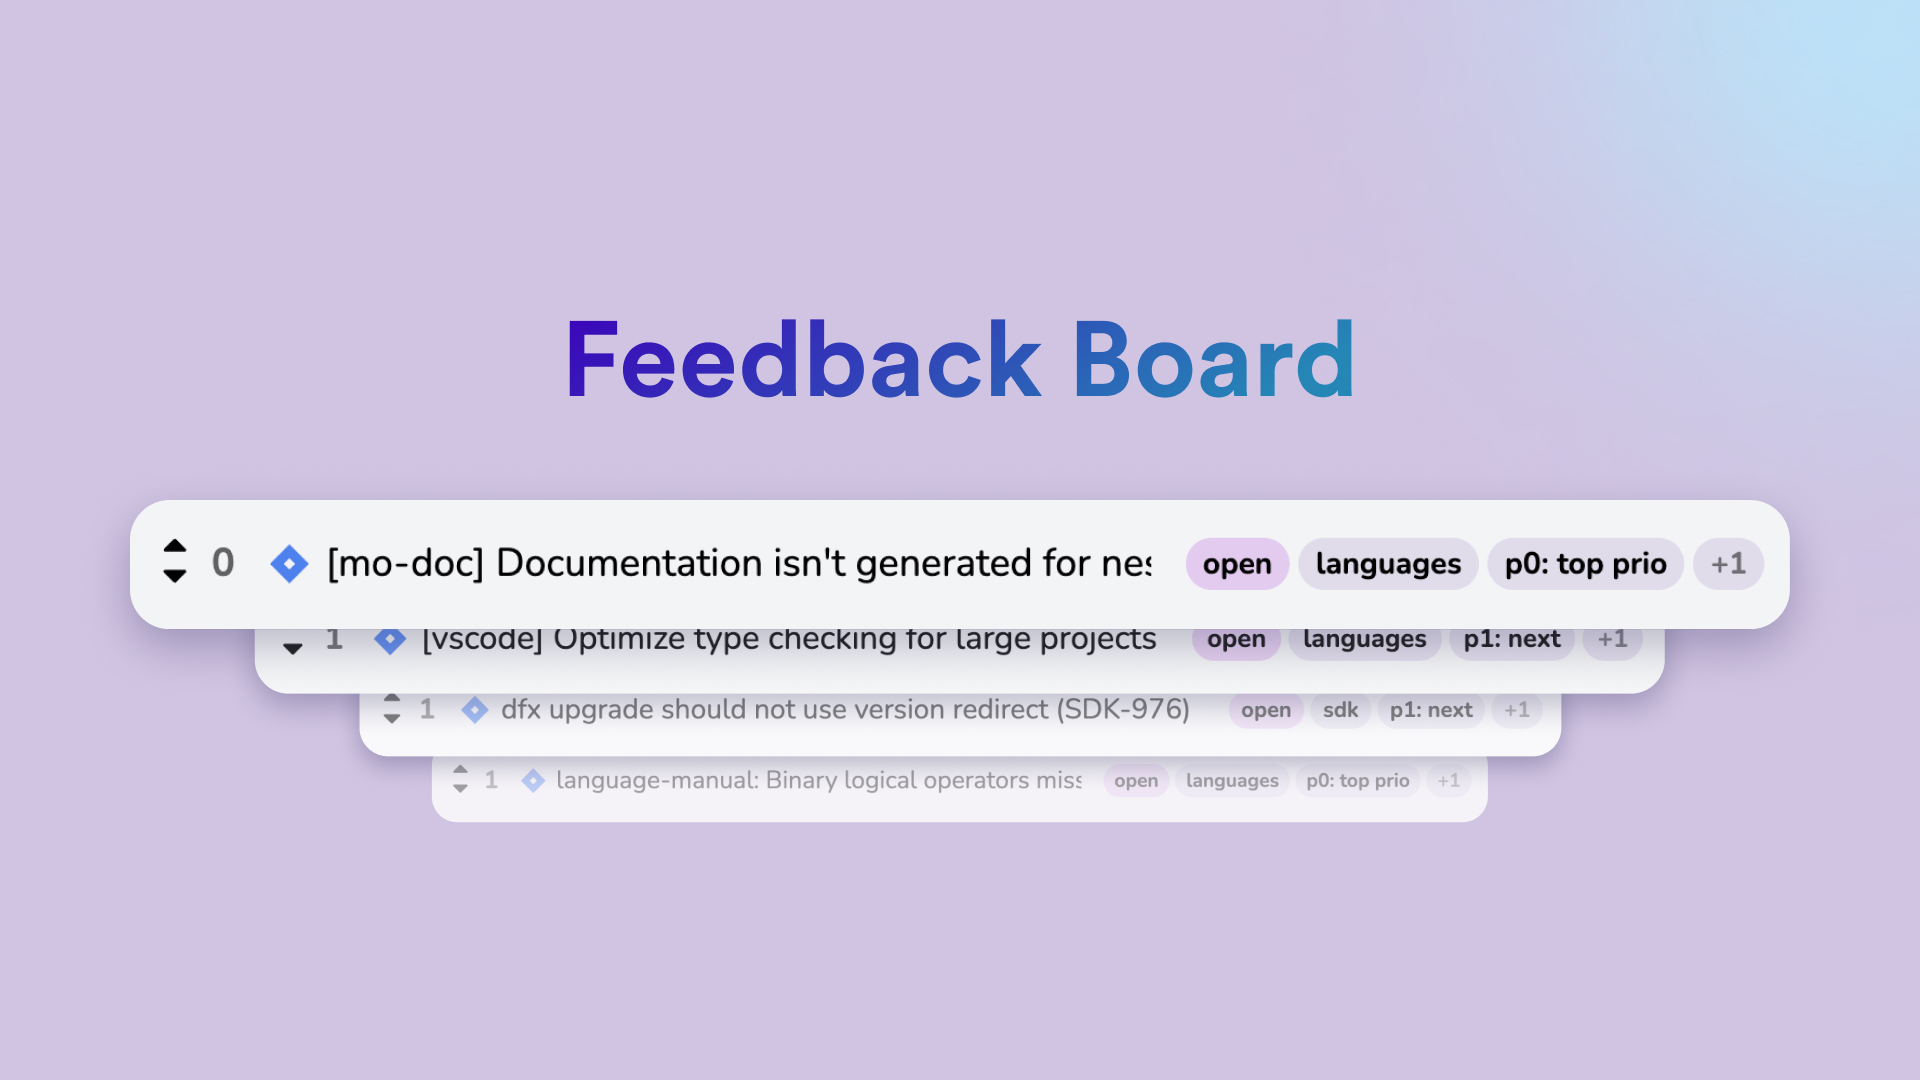 Feedback Board
0 [mo-doc] Documentation isn't generated for nes open languages p0: top prio +1
1 [vscode] Optimize type checking for large projects open languages p1: next +1
1 dfx upgrade should not use version redirect (SDK-976) open sdk p1: next +1
1 language-manual: Binary logical operators miss open languages p0: top prio +1